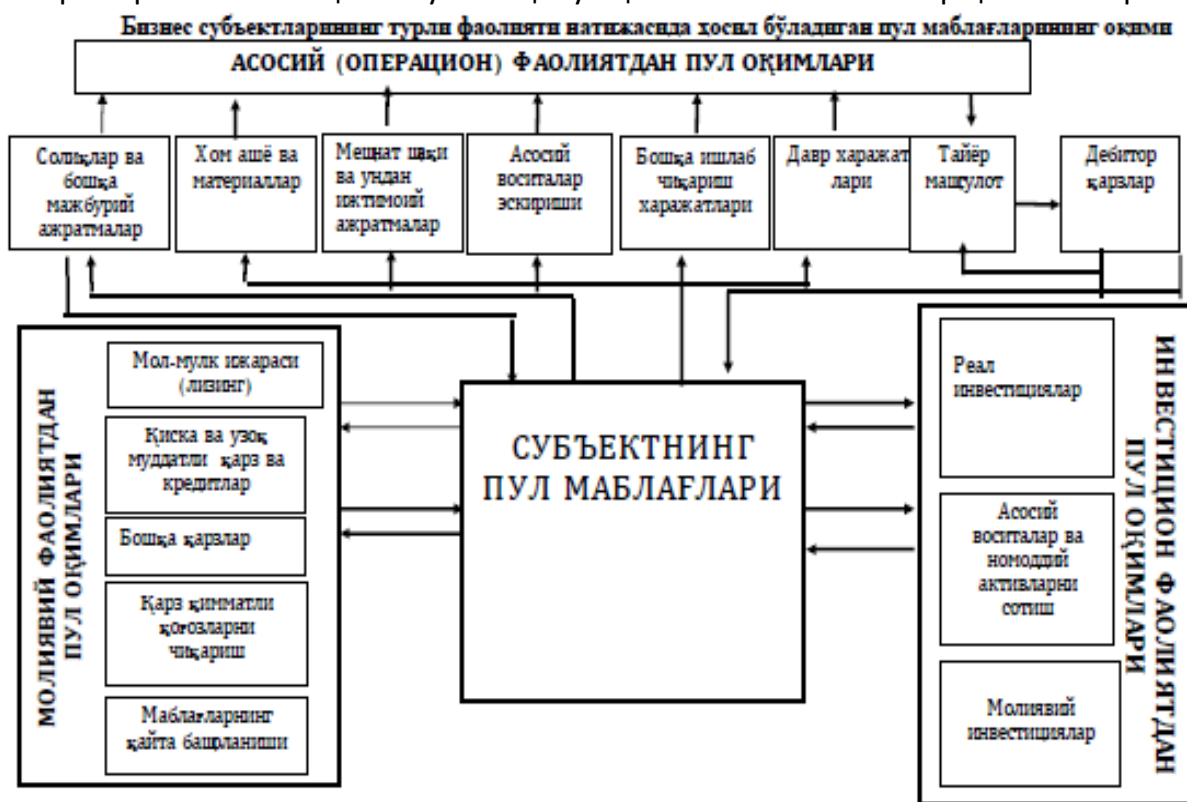 Бизнес субъектларининг турли фаолияти натижасида ҳосил бўладиган пул маблағларининг оқими
АСОСИЙ (ОПЕРАЦИОН) ФАОЛИЯТДАН ПУЛ ОҚИМЛАРИ
Солиқлар ва
бошқа
мажбурий
ажратмалар
Хом ашё ва
материаллар
Меҳнат ҳақи
ва ундан
ижтимоий
ажратмалар
Асосий
воситалар
эскириши
Бошқа ишлаб
чиқариш
харажатлари
Давр харажат
лари
Тайёр
маҳсулот
Дебитор
қарзлар
МОЛИЯВИЙ ФАОЛИЯТДАН
ПУЛ ОҚИМЛАРИ
Мол-мулк ижараси
(лизинг)
Қиска ва узоқ
муддатли қарз ва
кредитлар
Бошқа қарзлар
Қарз қимматли
қоғозларни
чиқариш
Маблағларнинг
қайта баҳоланиши
СУБЪЕКТНИНГ
ПУЛ МАБЛАҒЛАРИ
Реал
инвестициялар
Асосий
воситалар ва
номоддий
активларни
сотиш
Молиявий
инвестициялар
ИНВЕСТИЦИОН ФАОЛИЯТДАН
ПУЛ ОҚИМЛАРИ